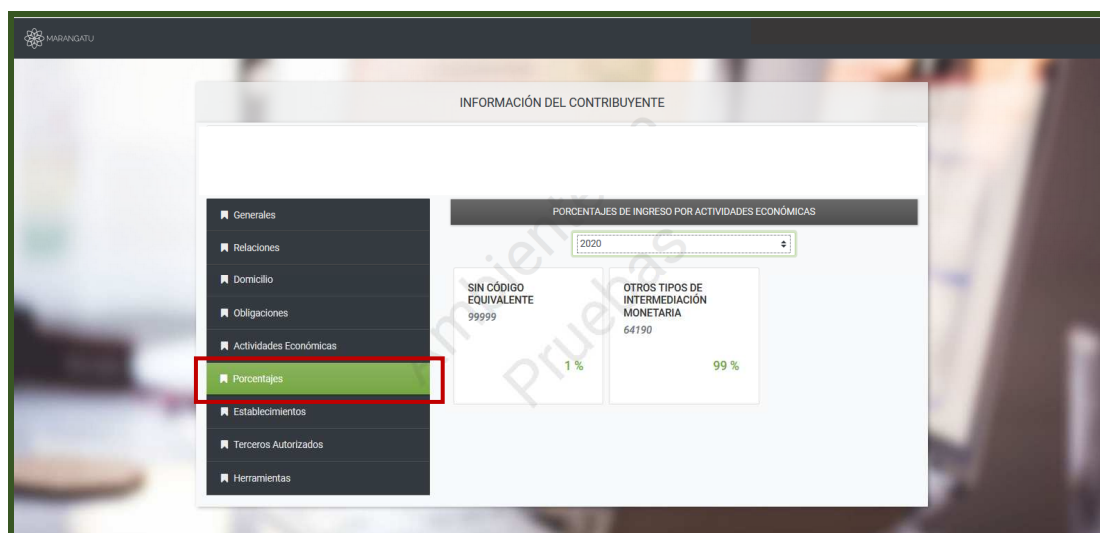 MARANGATU
INFORMACIÓN DEL CONTRIBUYENTE
Generales
Relaciones
Domicilio
Obligaciones
Actividades Económicas
Porcentajes
Establecimientos
Terceros Autorizados
Herramientas
PORCENTAJES DE INGRESO POR ACTIVIDADES ECONÓMICAS
2020
SIN CÓDIGO
EQUIVALENTE
99999
1 %
OTROS TIPOS DE
INTERMEDIACIÓN
MONETARIA
64190
99 %
Ambiente
Pruebas